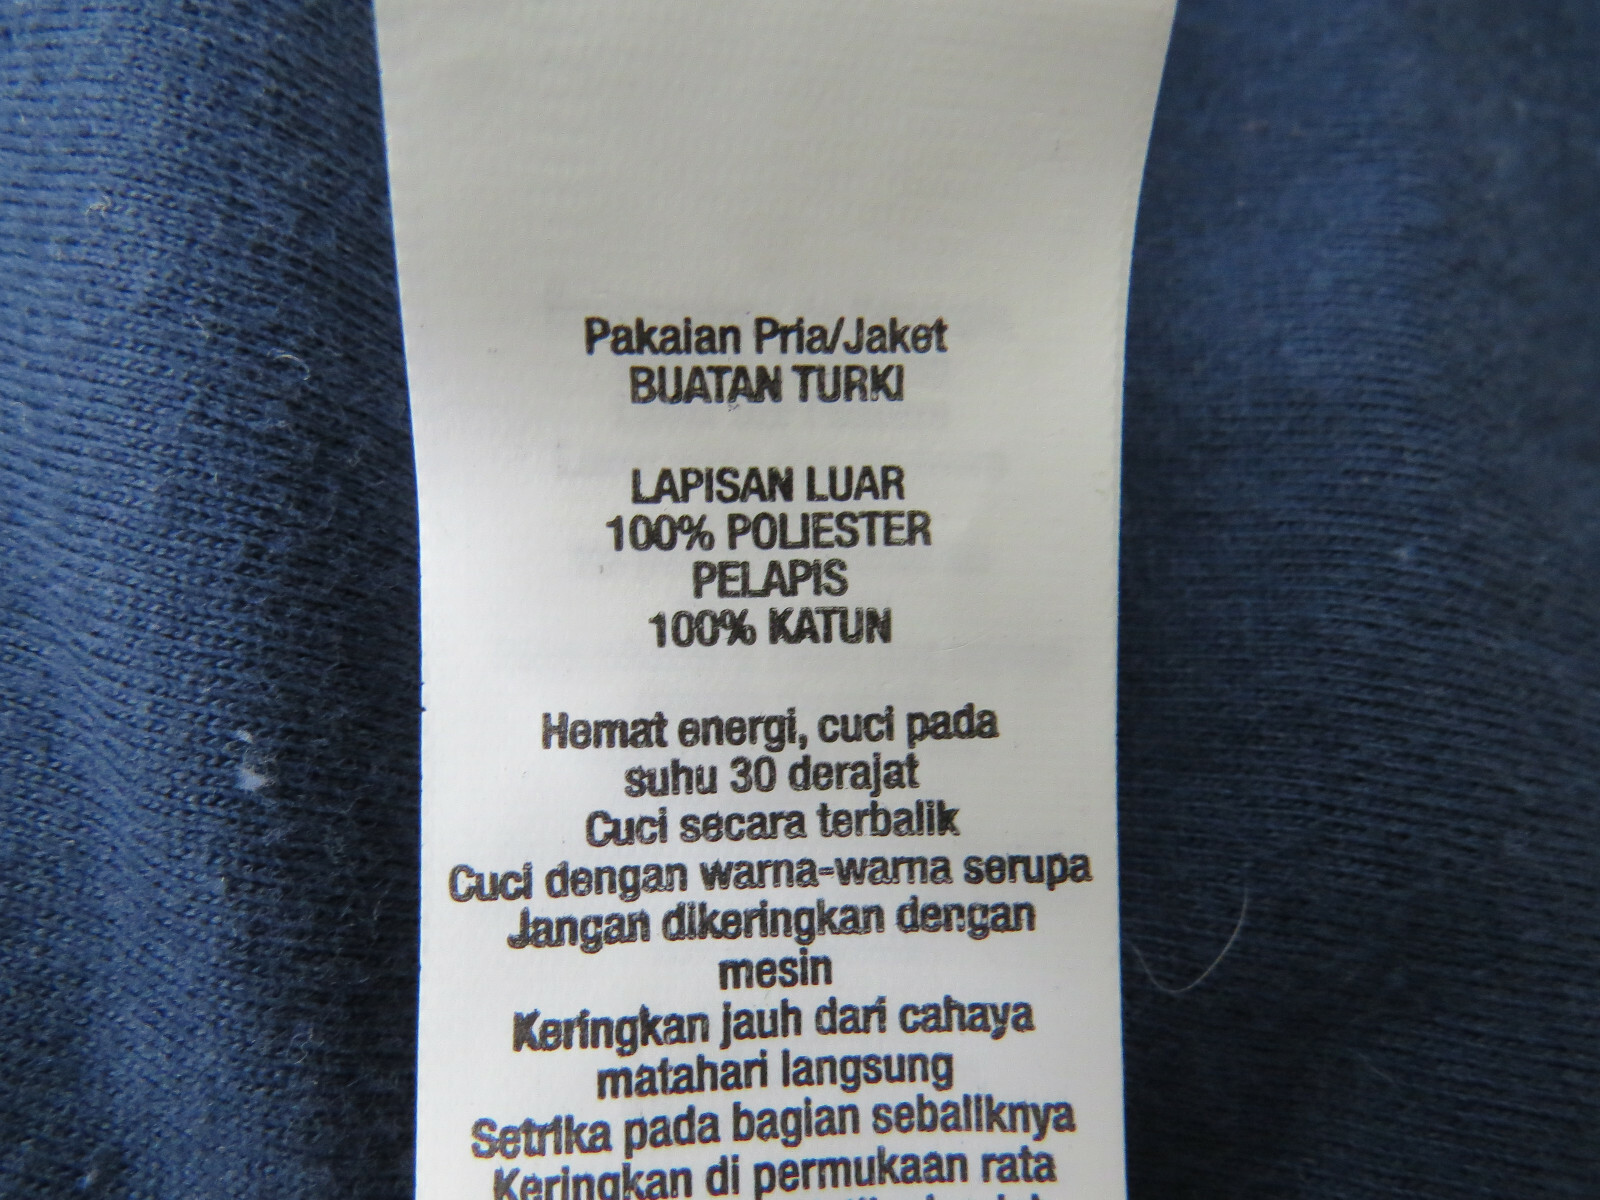 Pakaian Pria/Jaket
BUATAN TURKI
LAPISAN LUAR
100% POLIESTER
PELAPIS
100% KATUN
Hemat energi, cuci pada
suhu 30 derajat
Cuci secara terbalik
Cuci dengan warna-warna serupa
Jangan dikeringkan dengan
mesin
Keringkan jauh dari cahaya
matahari langsung
Setrika pada bagian sebaliknya
Keringkan di permukaan rata